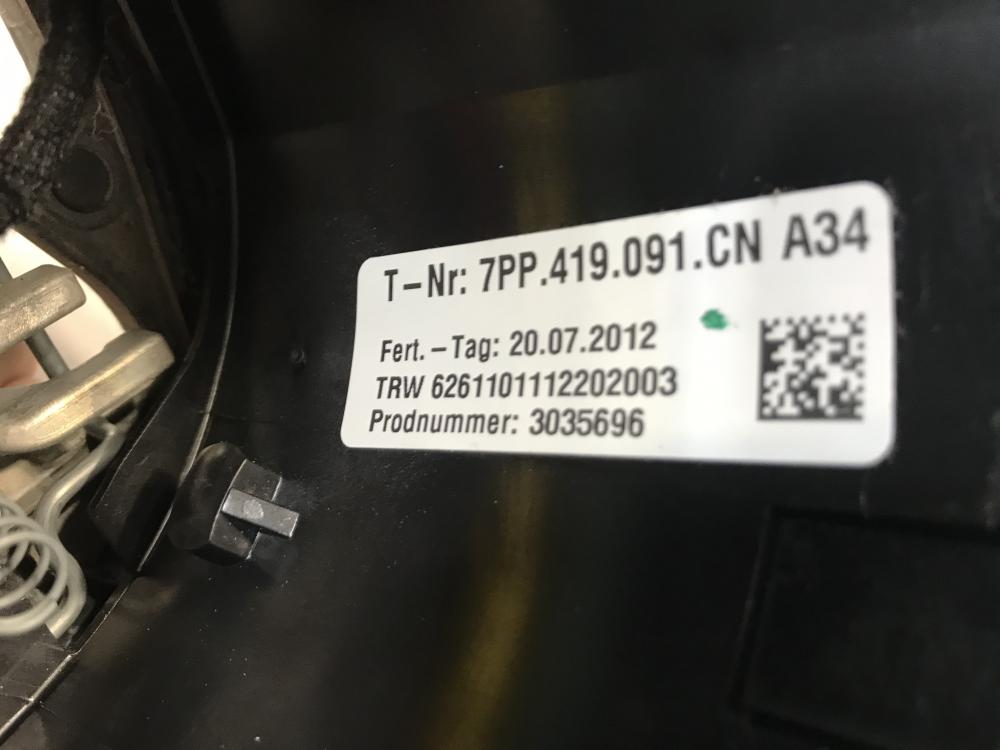 T-Nr: 7PP.419.091.CN A34
Fert.-Tag: 20.07.2012
TRW 6261101112202003
Prodnummer: 3035696